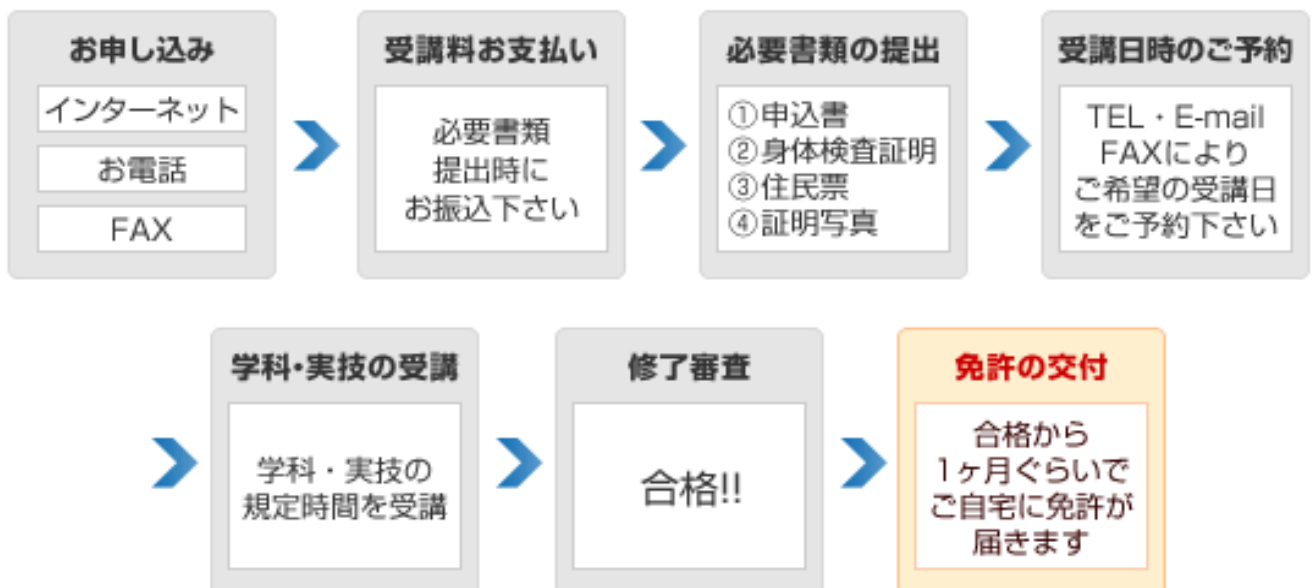 お申し込み
インターネット
お電話
FAX
受講料お支払い
必要書類
提出時に
お振込下さい
必要書類の提出
①申込書
②身体検査証明
③住民票
④証明写真
受講日時のご予約
TEL・E-mail
FAXにより
ご希望の受講日
をご予約下さい
学科・実技の受講
学科・実技の
規定時間を受講
修了審査
合格!!
免許の交付
合格から
1ヶ月ぐらいで
ご自宅に免許が
届きます